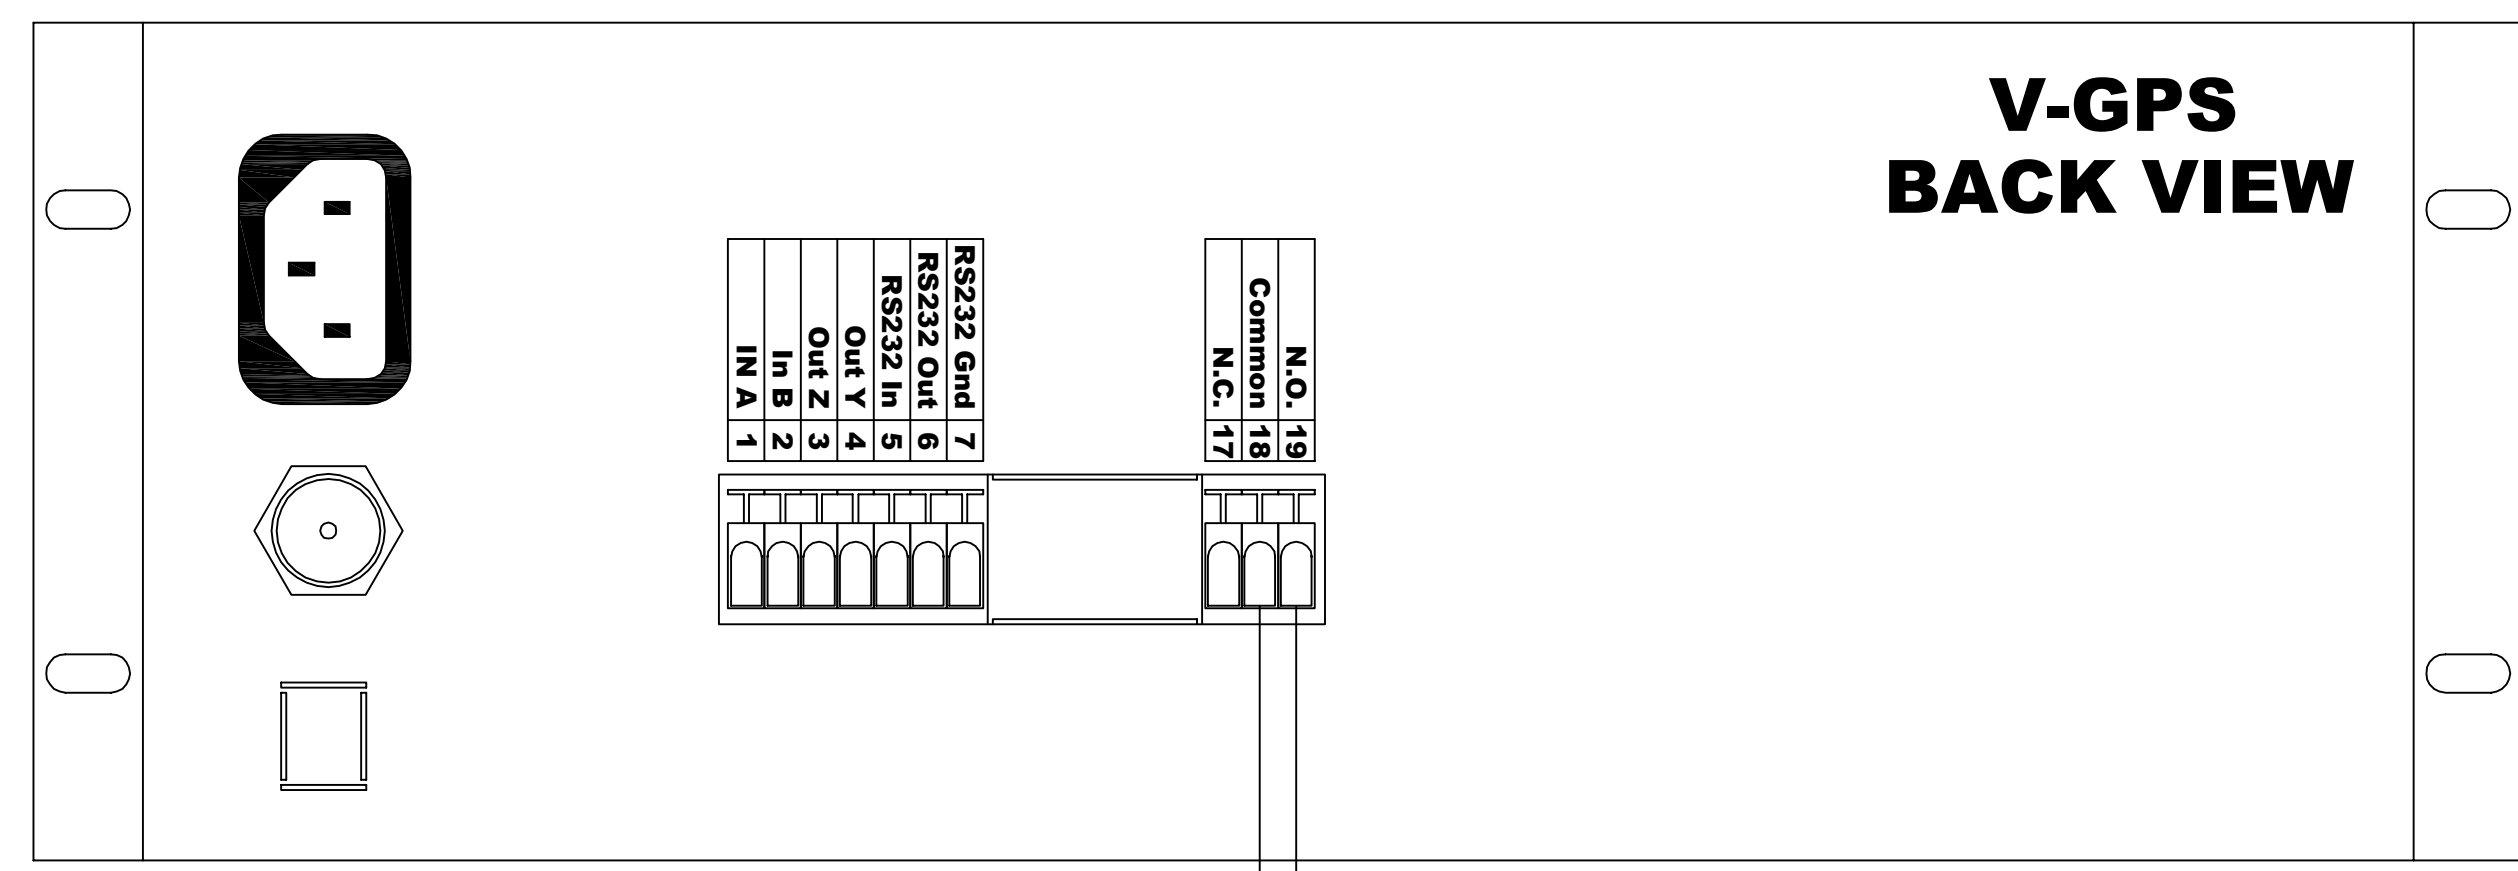 V-GPS
BACK VIEW
IN A 1
In B 2
Out Z 3
Out Y 4
RS232 In 5
RS232 Out 6
RS232 Gnd 7
N.C. 17
Common 18
N.O. 19